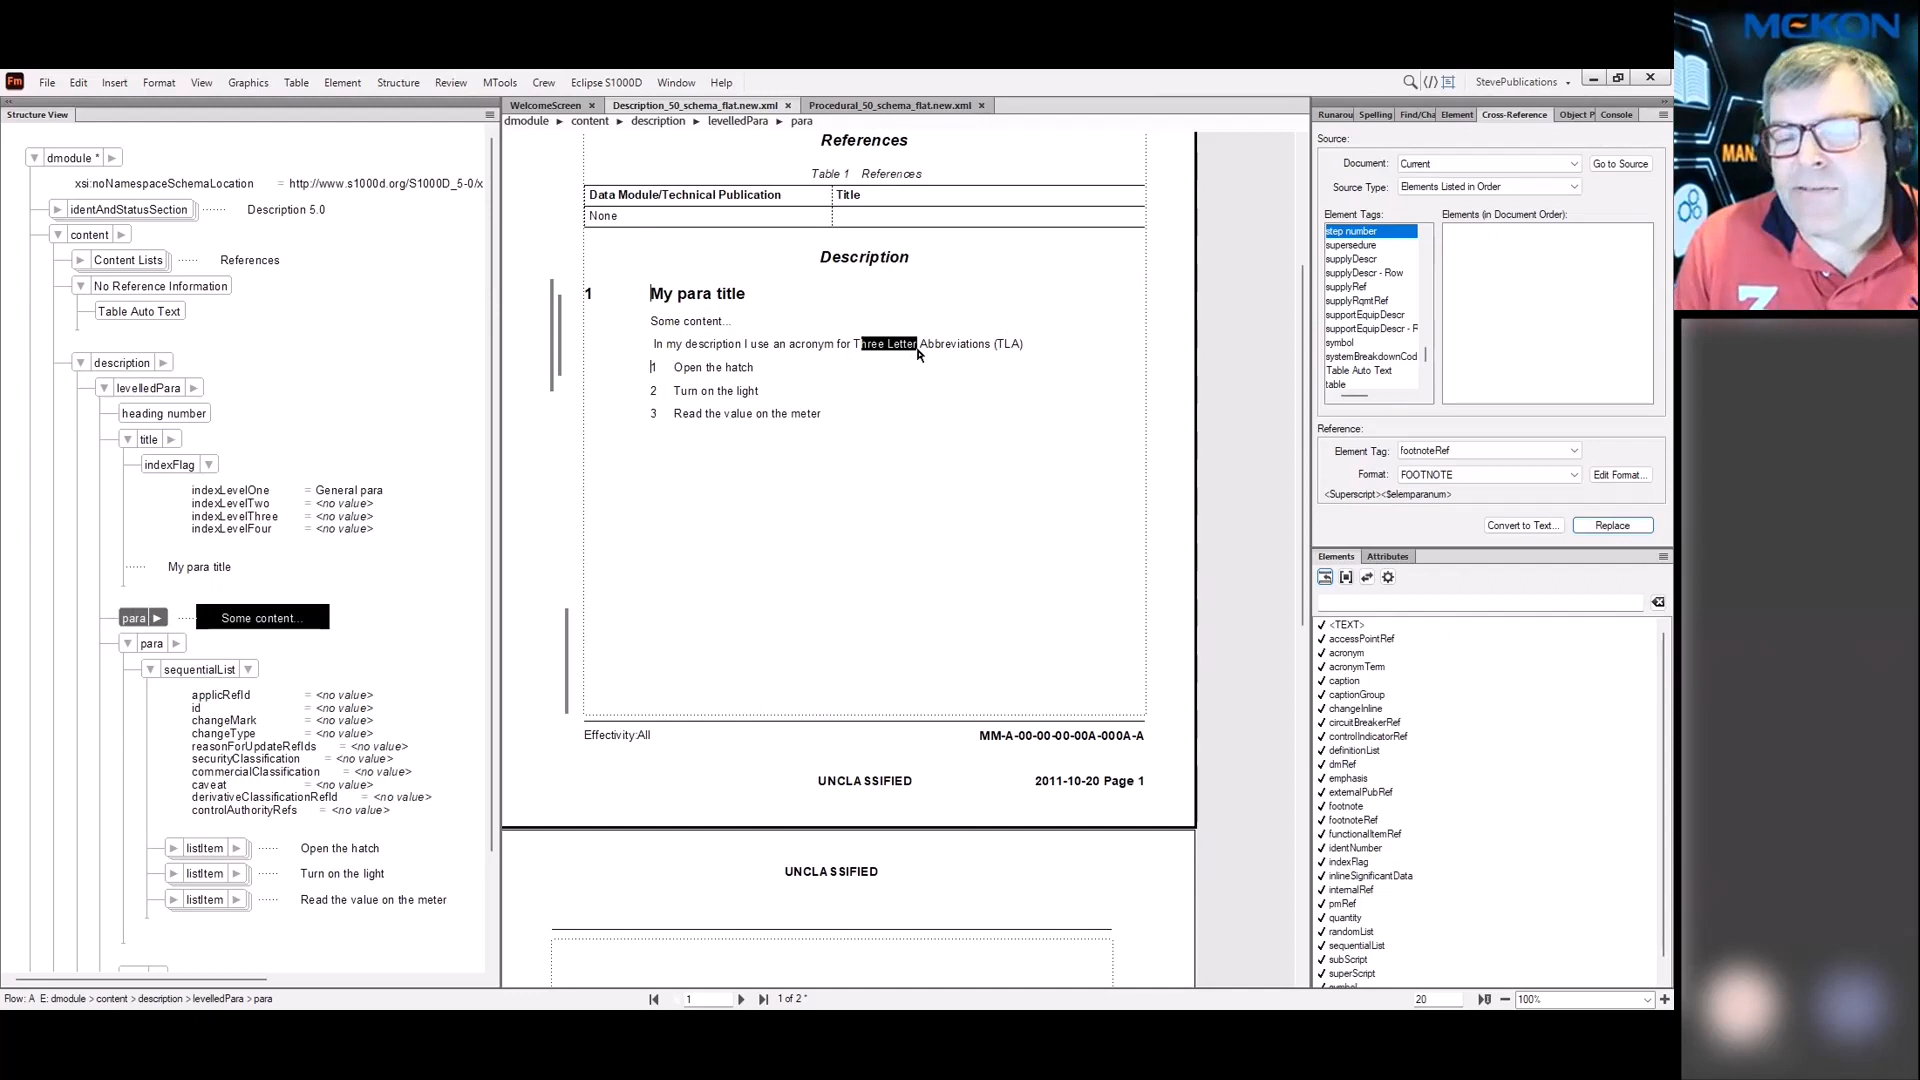 MEKON
MAN
Fm File Edit Insert Format View Graphics Table Element Structure Review MTools Crew Eclipse S1000D Window Help
StevePublications
Structure View
dmodule *
xsi:noNamespaceSchemaLocation = http://www.s1000d.org/S1000D_5-0/x
identAndStatusSection Description 5.0
content
Content Lists References
No Reference Information
Table Auto Text
description
levelledPara
heading number
title
indexFlag
indexLevelOne = General para
indexLevelTwo = <no value>
indexLevelThree = <no value>
indexLevelFour = <no value>
My para title
para Some content...
para
sequentialList
applicRefId = <no value>
id = <no value>
changeMark = <no value>
changeType = <no value>
reasonForUpdateRefIds = <no value>
securityClassification = <no value>
commercialClassification = <no value>
caveat = <no value>
derivativeClassificationRefId = <no value>
controlAuthorityRefs = <no value>
listItem Open the hatch
listItem Turn on the light
listItem Read the value on the meter
WelcomeScreen Description_50_schema_flat.new.xml Procedural_50_schema_flat.new.xml
dmodule content description levelledPara para
References
Table 1 References
Data Module/Technical Publication Title
None
Description
1 My para title
Some content...
In my description I use an acronym for Three Letter Abbreviations (TLA)
1 Open the hatch
2 Turn on the light
3 Read the value on the meter
Effectivity:All MM-A-00-00-00-00A-000A-A
UNCLASSIFIED 2011-10-20 Page 1
UNCLASSIFIED
Runarou Spelling Find/Cha Element Cross-Reference Object P Console
Source:
Document: Current Go to Source
Source Type: Elements Listed in Order
Element Tags: Elements (in Document Order):
step number
supersedure
supplyDescr
supplyDescr - Row
supplyRef
supplyRqmtRef
supportEquipDescr
supportEquipDescr - F
symbol
systemBreakdownCod
Table Auto Text
table
Reference:
Element Tag: footnoteRef
Format: FOOTNOTE Edit Format...
<Superscript><$elemparanum>
Convert to Text... Replace
Elements Attributes
<TEXT>
accessPointRef
acronym
acronymTerm
caption
captionGroup
changeInline
circuitBreakerRef
controlIndicatorRef
definitionList
dmRef
emphasis
externalPubRef
footnote
footnoteRef
functionalItemRef
identNumber
indexFlag
inlineSignificantData
internalRef
pmRef
quantity
randomList
sequentialList
subScript
superScript
symbol
Flow: A E: dmodule > content > description > levelledPara > para 1 1 of 2 * 20 100%